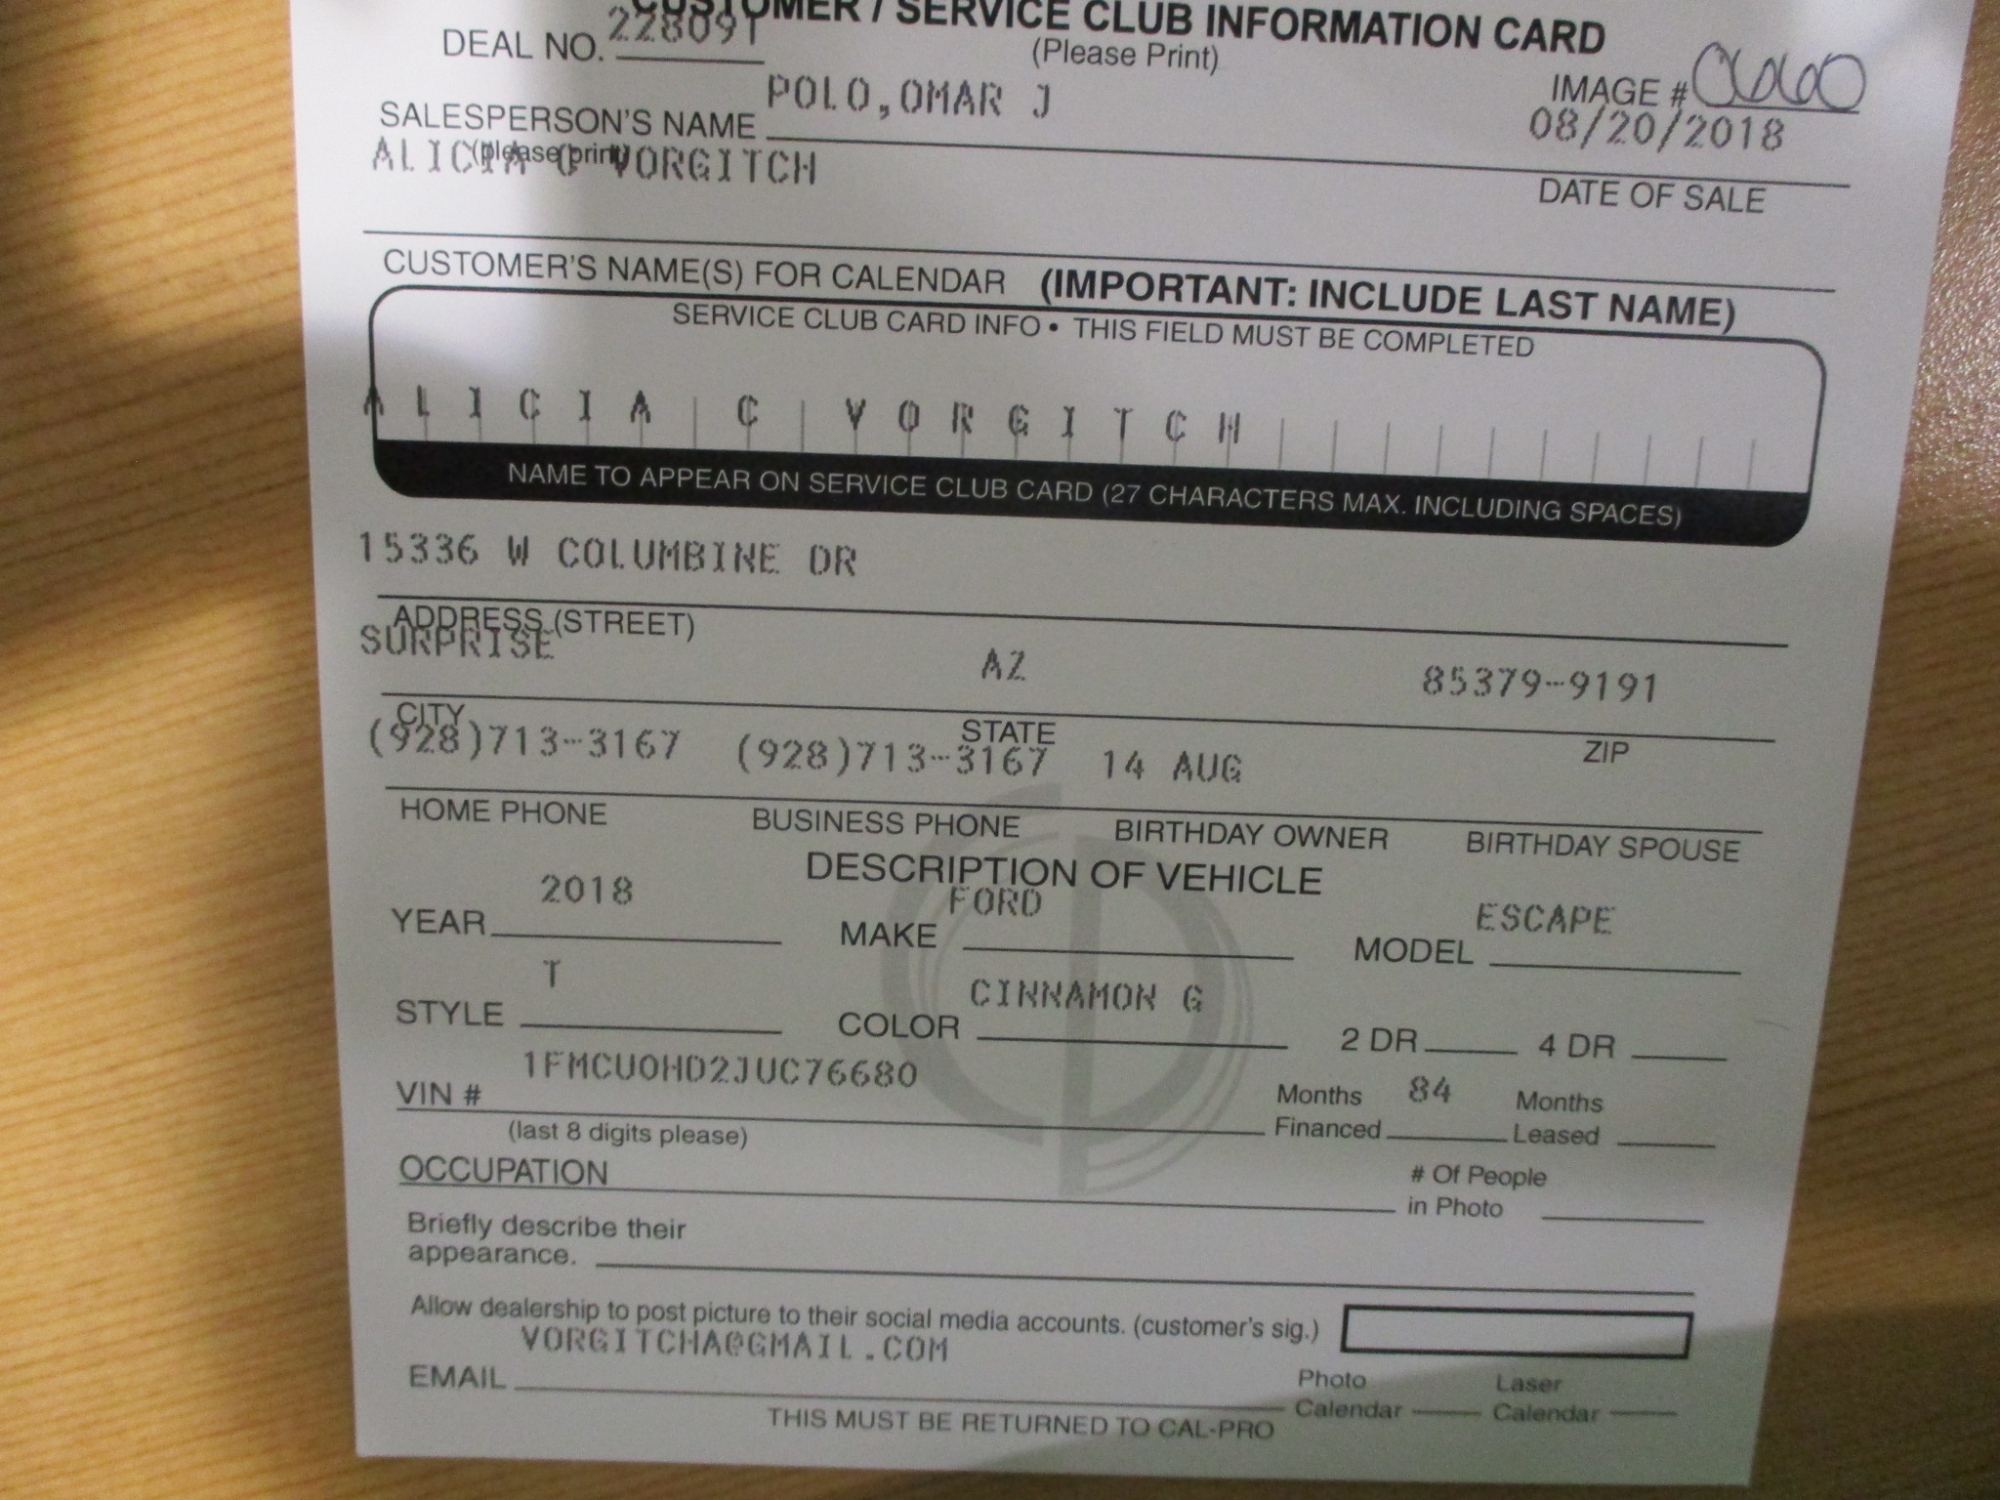 CUSTOMER / SERVICE CLUB INFORMATION CARD
(Please Print)
DEAL NO. 228091
IMAGE #
SALESPERSON'S NAME POLO,OMAR J
(please print)
08/20/2018
DATE OF SALE
ALICIA C VORGITCH
CUSTOMER'S NAME(S) FOR CALENDAR (IMPORTANT: INCLUDE LAST NAME)
SERVICE CLUB CARD INFO • THIS FIELD MUST BE COMPLETED
ALICIA C VORGITCH
NAME TO APPEAR ON SERVICE CLUB CARD (27 CHARACTERS MAX. INCLUDING SPACES)
15336 W COLUMBINE DR
ADDRESS (STREET)
SURPRISE AZ 85379-9191
CITY STATE ZIP
(928)713-3167 (928)713-3167 14 AUG
HOME PHONE BUSINESS PHONE BIRTHDAY OWNER BIRTHDAY SPOUSE
DESCRIPTION OF VEHICLE
YEAR 2018 MAKE FORD MODEL ESCAPE
STYLE T COLOR CINNAMON G 2 DR 4 DR
VIN # 1FMCU0HD2JUC76680 Months Financed 84 Months Leased
(last 8 digits please)
OCCUPATION # Of People in Photo
Briefly describe their
appearance.
Allow dealership to post picture to their social media accounts. (customer's sig.)
EMAIL VORGITCHA@GMAIL.COM Photo Calendar Laser Calendar
THIS MUST BE RETURNED TO CAL-PRO